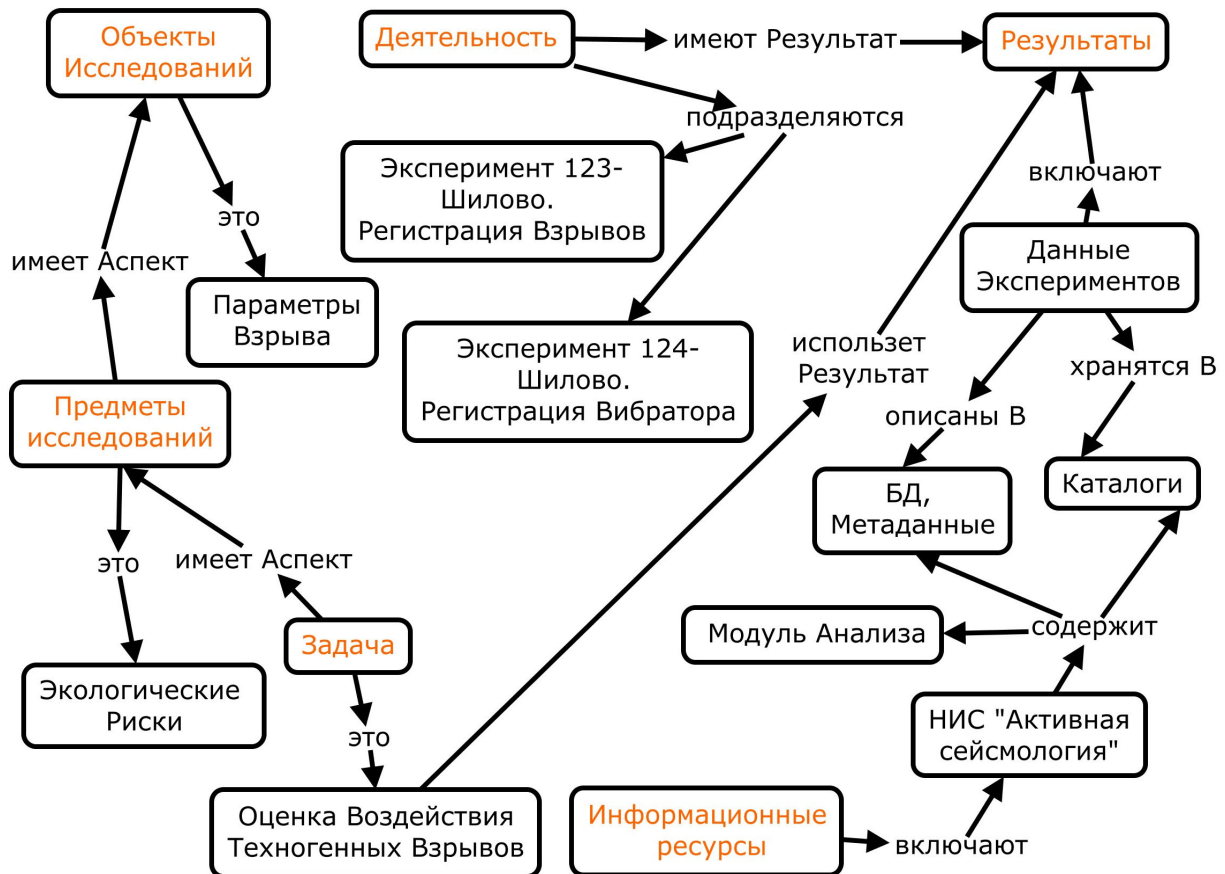 Объекты
Исследований
Деятельность
имеют Результат
Результаты
подразделяются
Эксперимент 123-
Шилово.
Регистрация Взрывов
включают
это
имеет Аспект
Данные
Экспериментов
Параметры
Взрыва
Эксперимент 124-
Шилово.
Регистрация Вибратора
использет
Результат
хранятся В
Предметы
исследований
описаны В
БД,
Метаданные
Каталоги
это
имеет Аспект
Задача
Модуль Анализа
содержит
Экологические
Риски
НИС "Активная
сейсмология"
это
Оценка Воздействия
Техногенных Взрывов
Информационные
ресурсы
включают